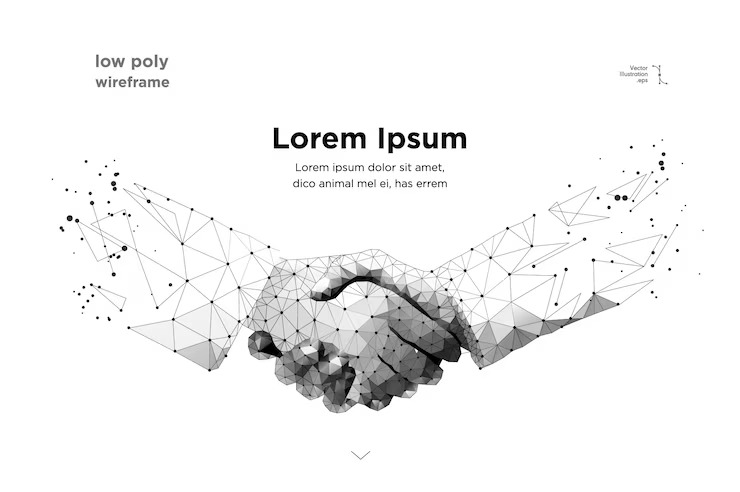 low poly
wireframe
Vector
Illustration
.eps
Lorem Ipsum
Lorem ipsum dolor sit amet,
dico animal mel ei, has errem